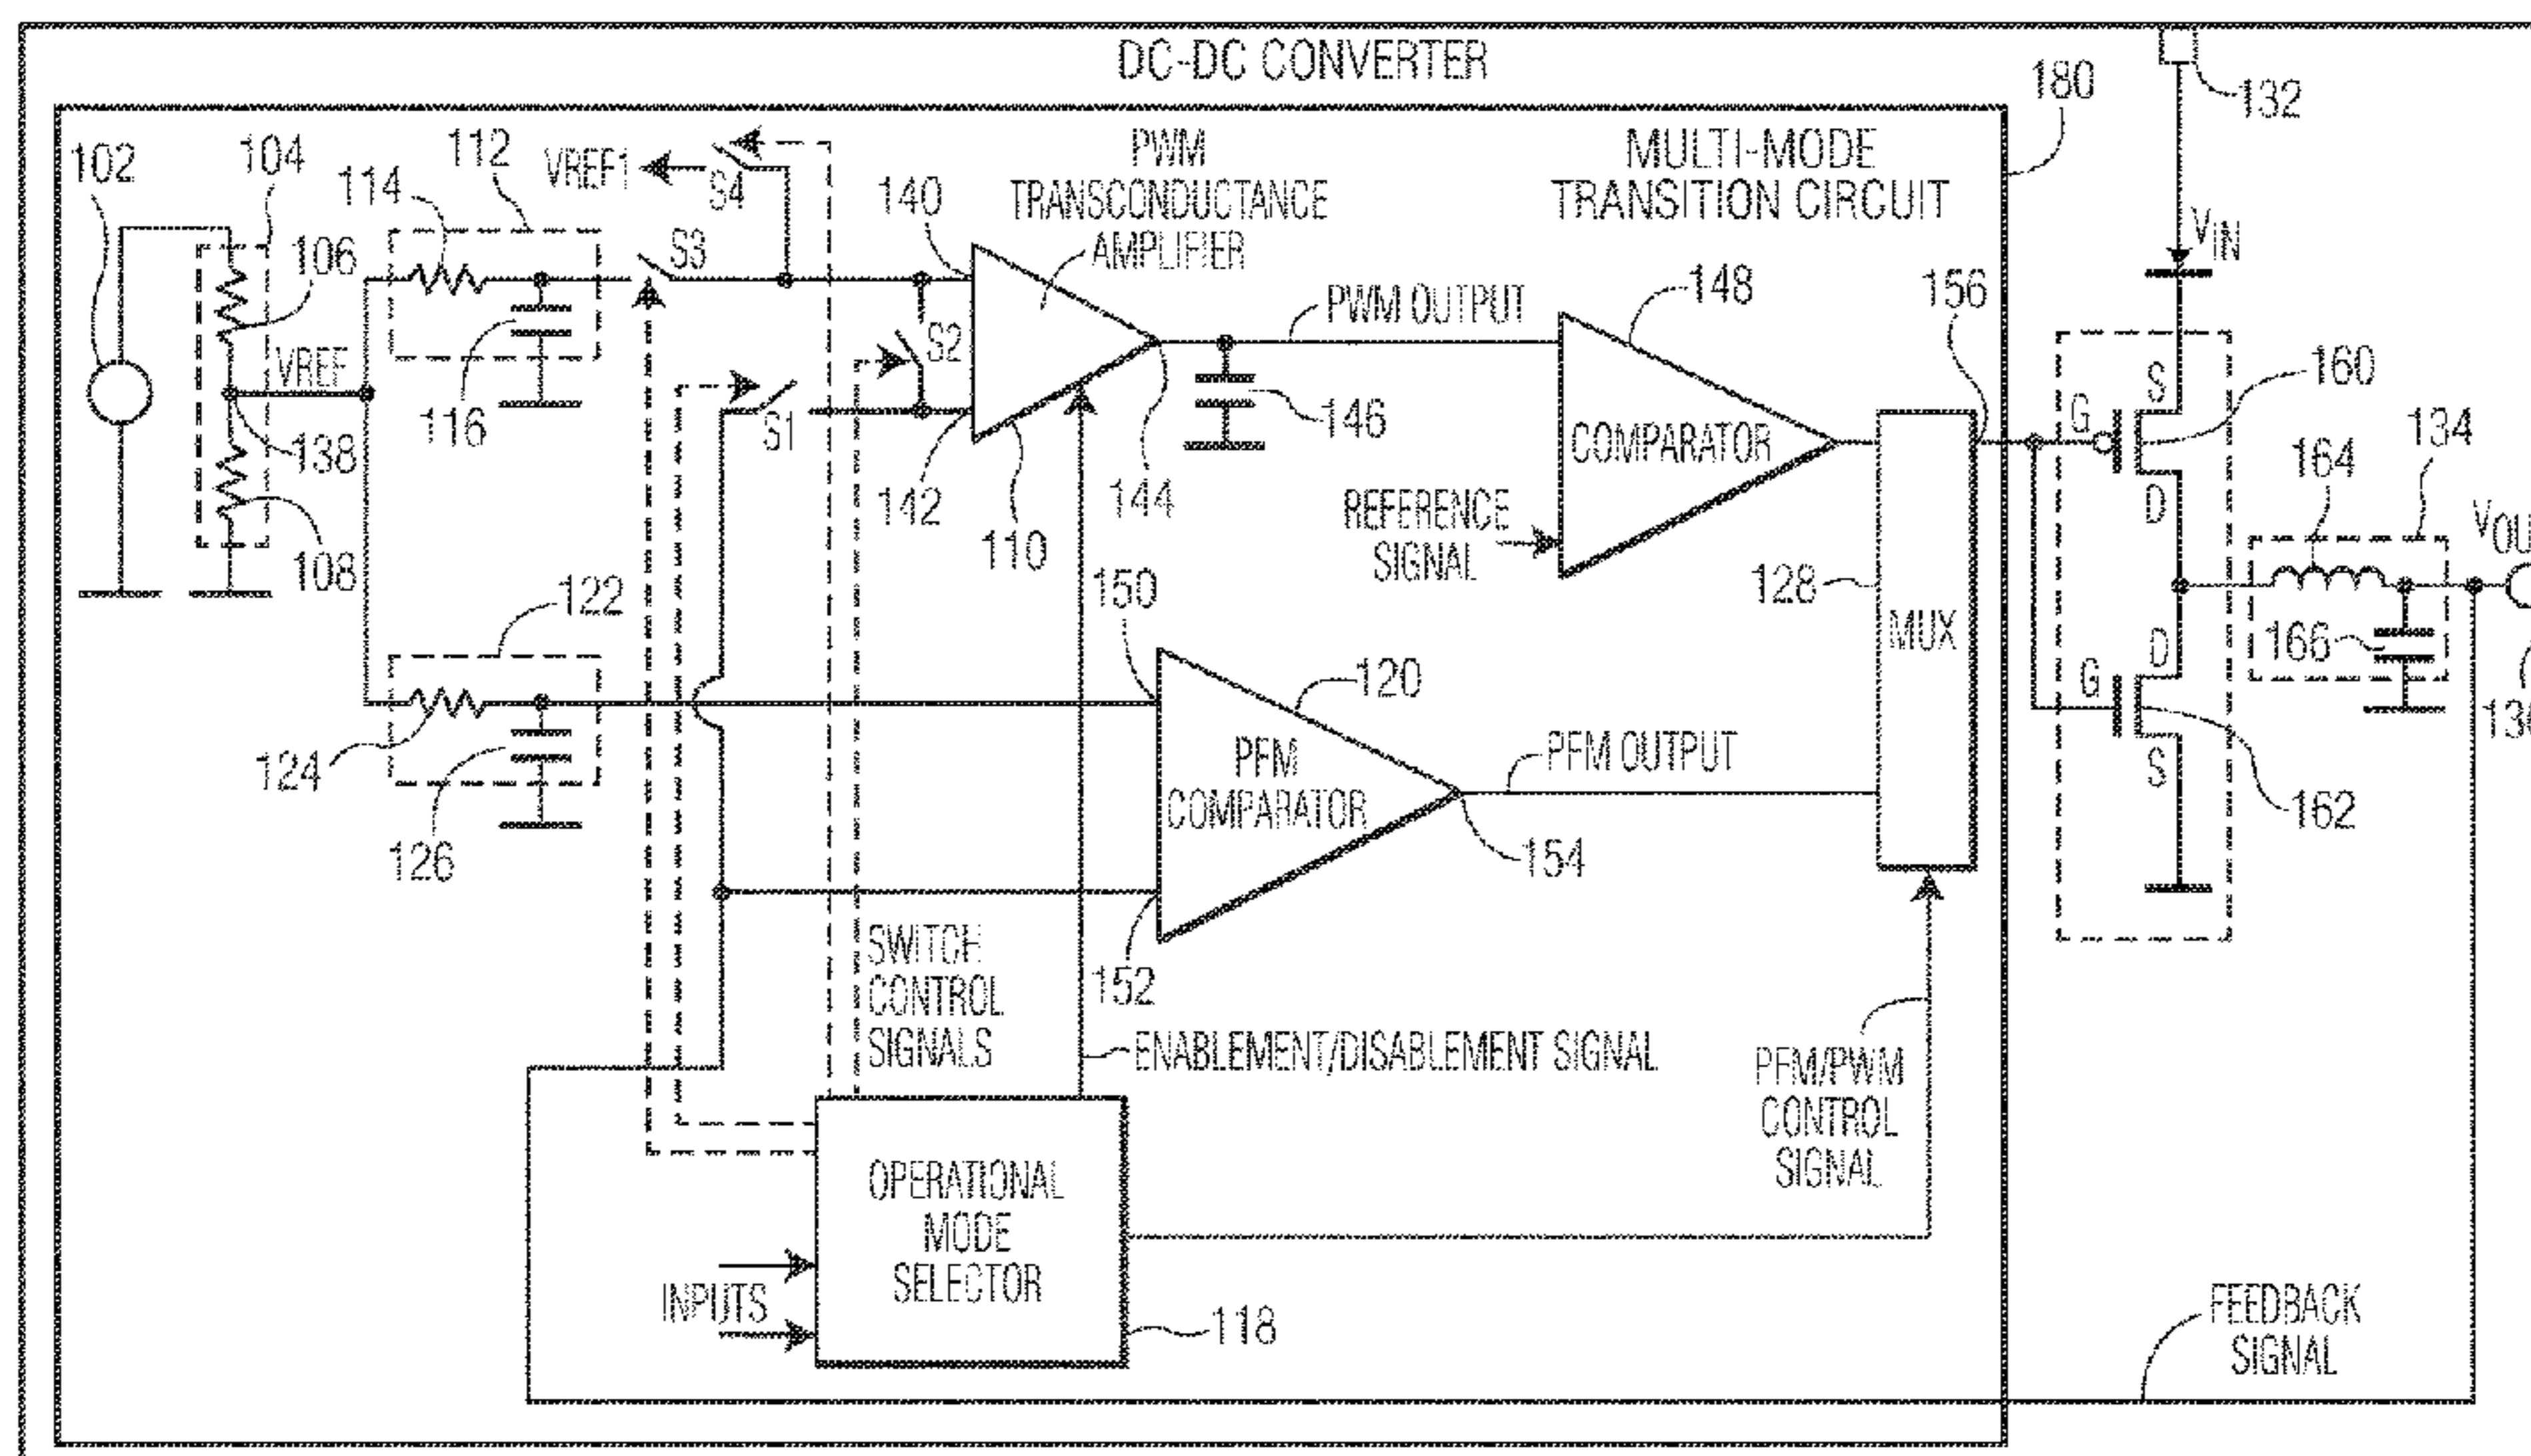 DC-DC CONVERTER
180
132
102
104
112
114
VREF1
S4
140
PWM
TRANSCONDUCTANCE
AMPLIFIER
MULTI-MODE
TRANSITION CIRCUIT
VIN
106
S3
148
156
PWM OUTPUT
VREF
S2
116
S1
146
138
142
144
110
COMPARATOR
REFERENCE
SIGNAL
G
S
160
D
164
134
108
122
150
128
MUX
VOU
166
D
G
S
162
124
126
120
PFM
COMPARATOR
PFM OUTPUT
154
152
SWITCH
CONTROL
SIGNALS
ENABLEMENT/DISABLEMENT SIGNAL
PFM/PWM
CONTROL
SIGNAL
OPERATIONAL
MODE
SELECTOR
INPUTS
118
FEEDBACK
SIGNAL